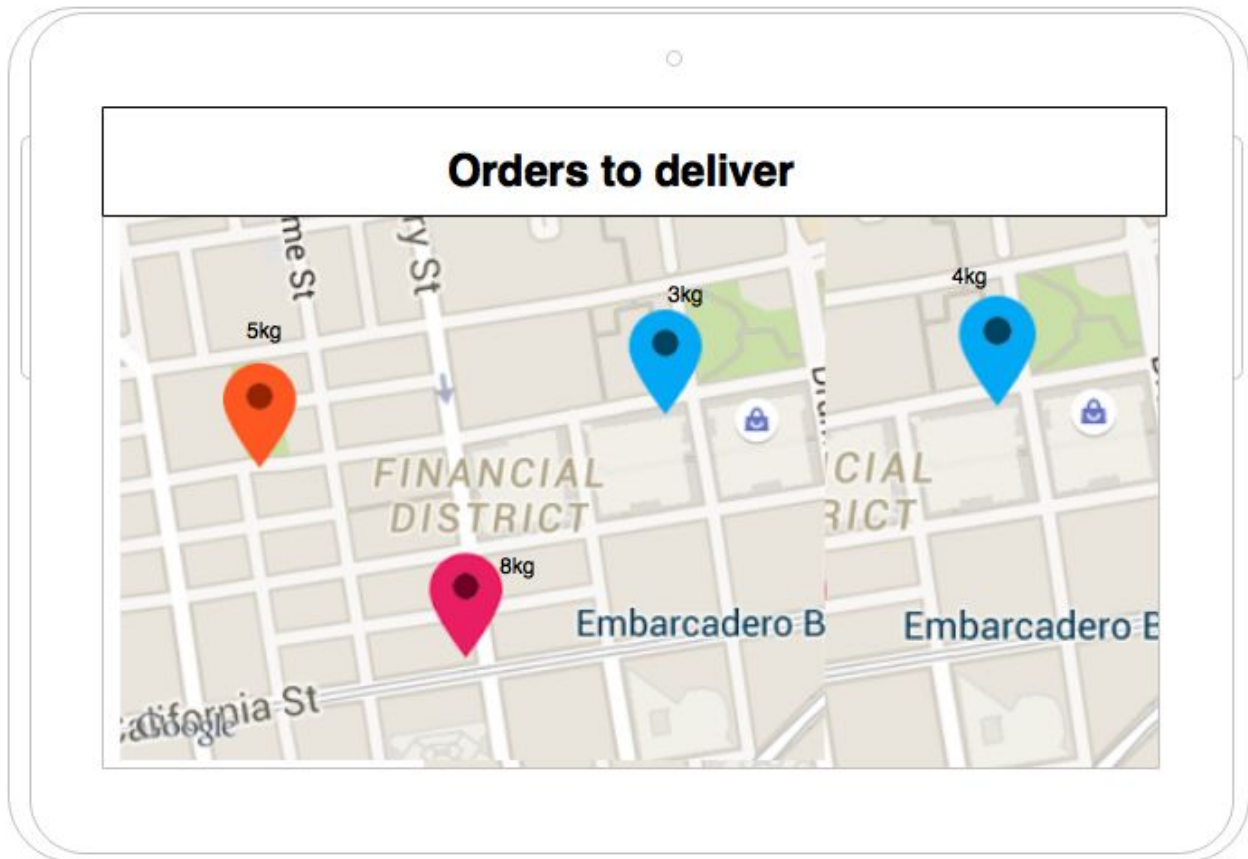 Orders to deliver
me St
ry St
5kg
3kg
4kg
FINANCIAL
DISTRICT
CIAL
RICT
8kg
Embarcadero B
Embarcadero E
alifornia St
Google